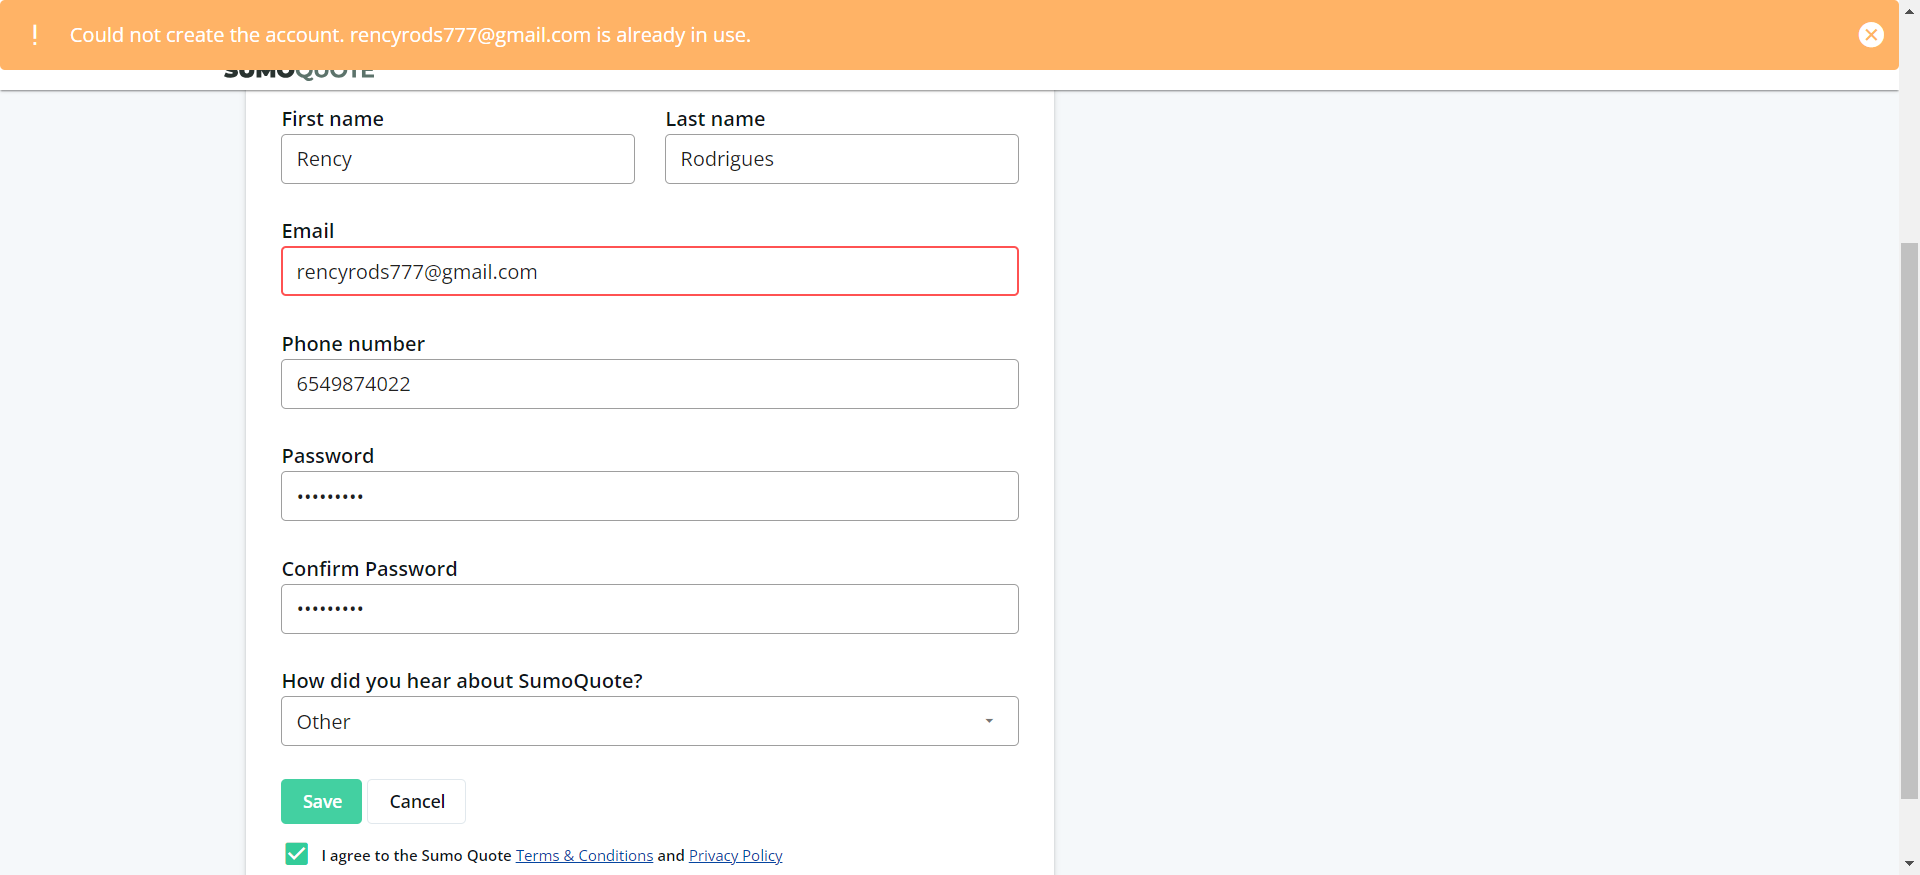 ! Could not create the account. rencyrods777@gmail.com is already in use.
SUMOQUOTE
First name Last name
Rency Rodrigues
Email
rencyrods777@gmail.com
Phone number
6549874022
Password
•••••••••
Confirm Password
•••••••••
How did you hear about SumoQuote?
Other
Save Cancel
I agree to the Sumo Quote Terms & Conditions and Privacy Policy